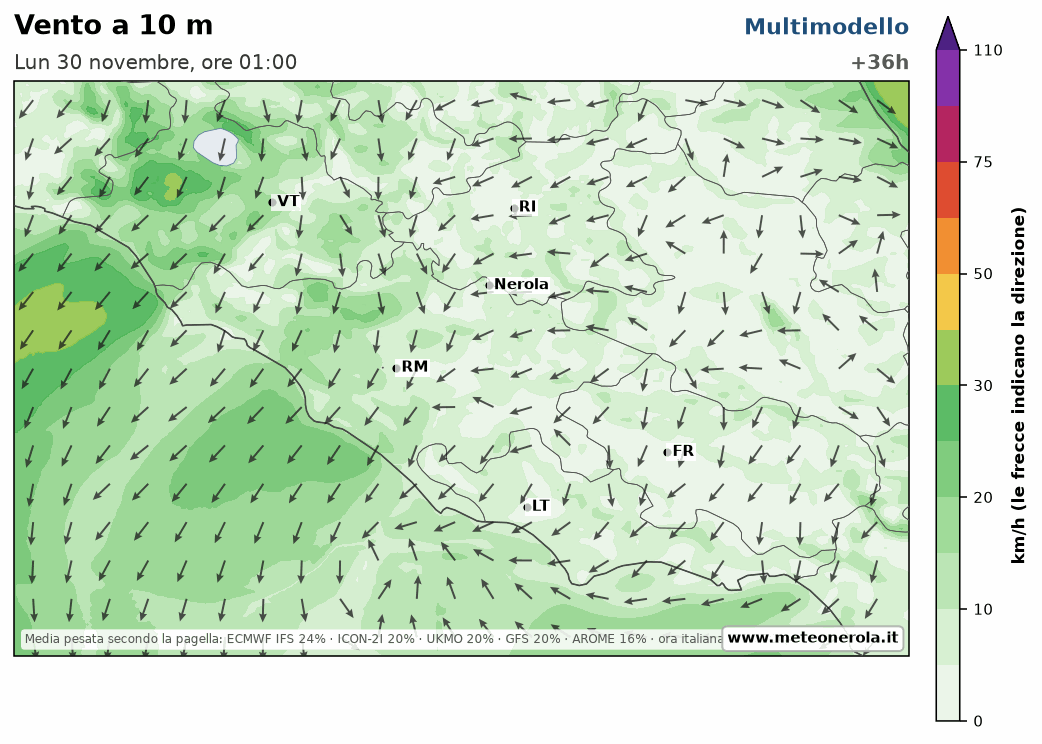 Vento a 10 m
Multimodello
Lun 30 novembre, ore 01:00
+36h
VT
RI
Nerola
RM
FR
LT
Media pesata secondo la pagella: ECMWF IFS 24% · ICON-2I 20% · UKMO 20% · GFS 20% · AROME 16% · ora italiana
www.meteonerola.it
110
75
50
30
20
10
0
km/h (le frecce indicano la direzione)